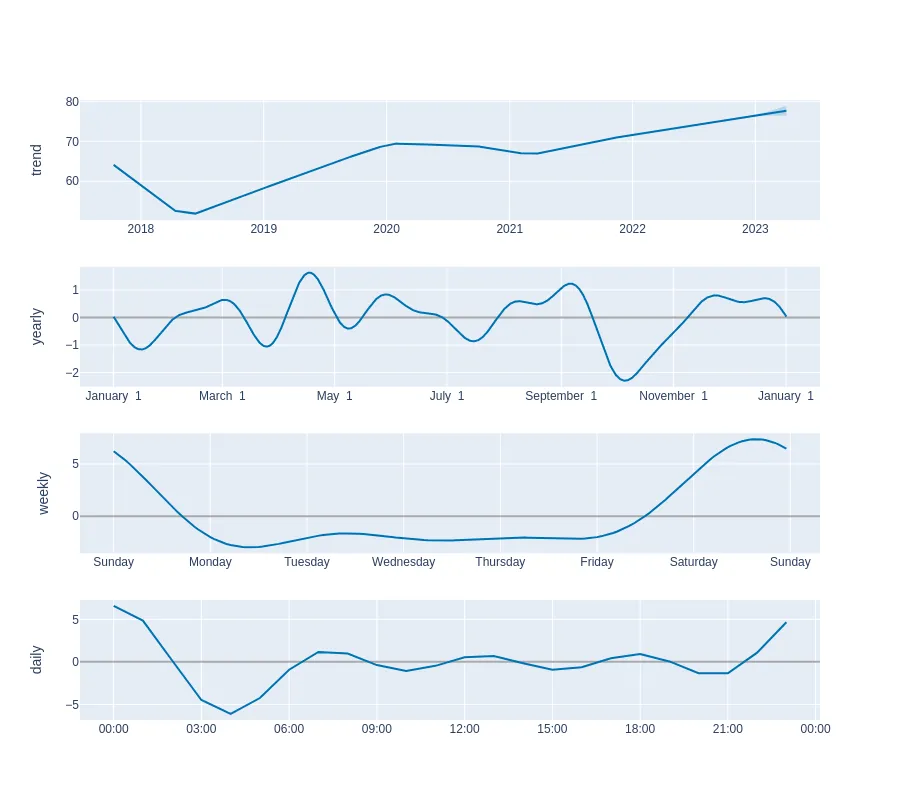 trend
80
70
60
2018 2019 2020 2021 2022 2023
yearly
1
0
−1
−2
January 1 March 1 May 1 July 1 September 1 November 1 January 1
weekly
5
0
Sunday Monday Tuesday Wednesday Thursday Friday Saturday Sunday
daily
5
0
−5
00:00 03:00 06:00 09:00 12:00 15:00 18:00 21:00 00:00